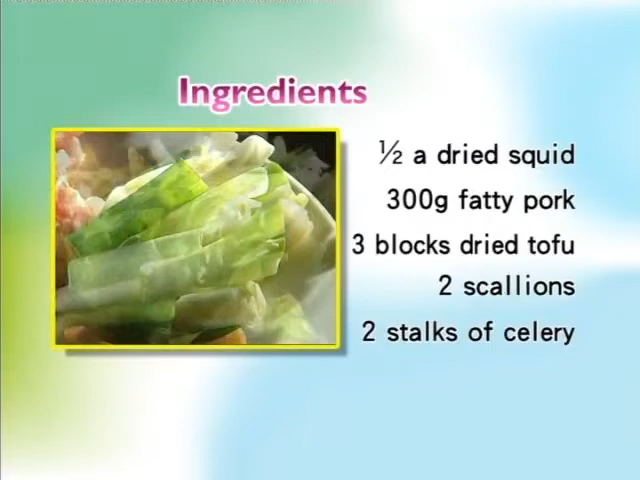 Ingredients
½ a dried squid
300g fatty pork
3 blocks dried tofu
2 scallions
2 stalks of celery